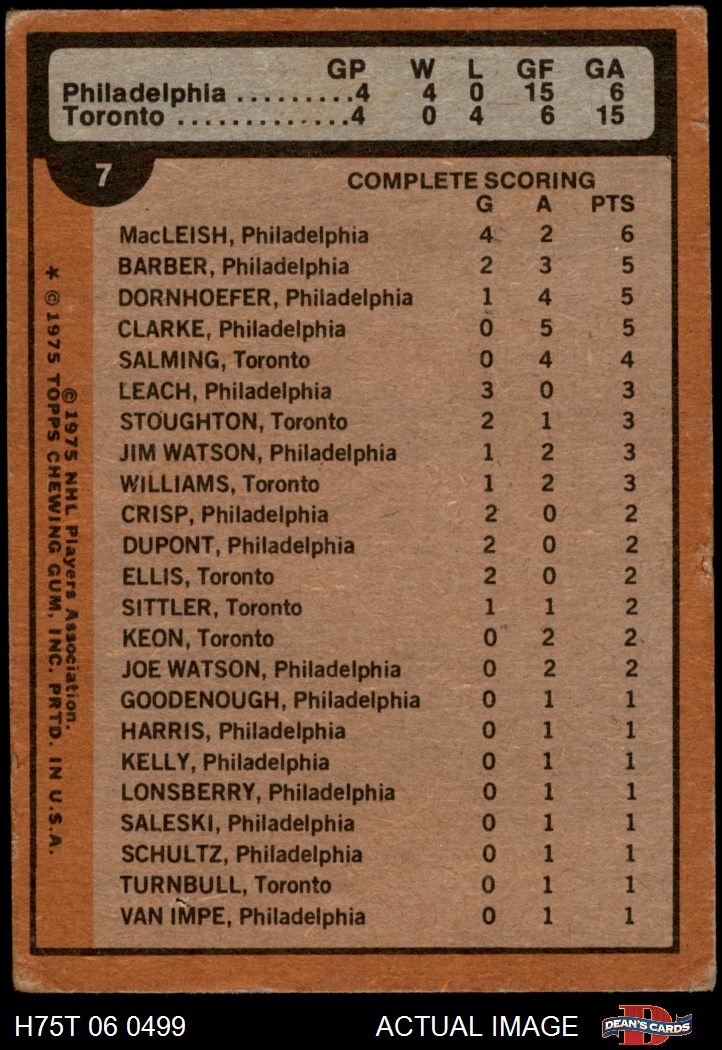 GP W L GF GA
Philadelphia .........4 4 0 15 6
Toronto .............4 0 4 6 15
7
COMPLETE SCORING
G A PTS
MacLEISH, Philadelphia 4 2 6
BARBER, Philadelphia 2 3 5
DORNHOEFER, Philadelphia 1 4 5
CLARKE, Philadelphia 0 5 5
SALMING, Toronto 0 4 4
LEACH, Philadelphia 3 0 3
STOUGHTON, Toronto 2 1 3
JIM WATSON, Philadelphia 1 2 3
WILLIAMS, Toronto 1 2 3
CRISP, Philadelphia 2 0 2
DUPONT, Philadelphia 2 0 2
ELLIS, Toronto 2 0 2
SITTLER, Toronto 1 1 2
KEON, Toronto 0 2 2
JOE WATSON, Philadelphia 0 2 2
GOODENOUGH, Philadelphia 0 1 1
HARRIS, Philadelphia 0 1 1
KELLY, Philadelphia 0 1 1
LONSBERRY, Philadelphia 0 1 1
SALESKI, Philadelphia 0 1 1
SCHULTZ, Philadelphia 0 1 1
TURNBULL, Toronto 0 1 1
VAN IMPE, Philadelphia 0 1 1
© 1975 NHL Players Association.
* © 1975 TOPPS CHEWING GUM, INC. PRTD. IN U.S.A.
H75T 06 0499 ACTUAL IMAGE
D
DEAN'S CARDS